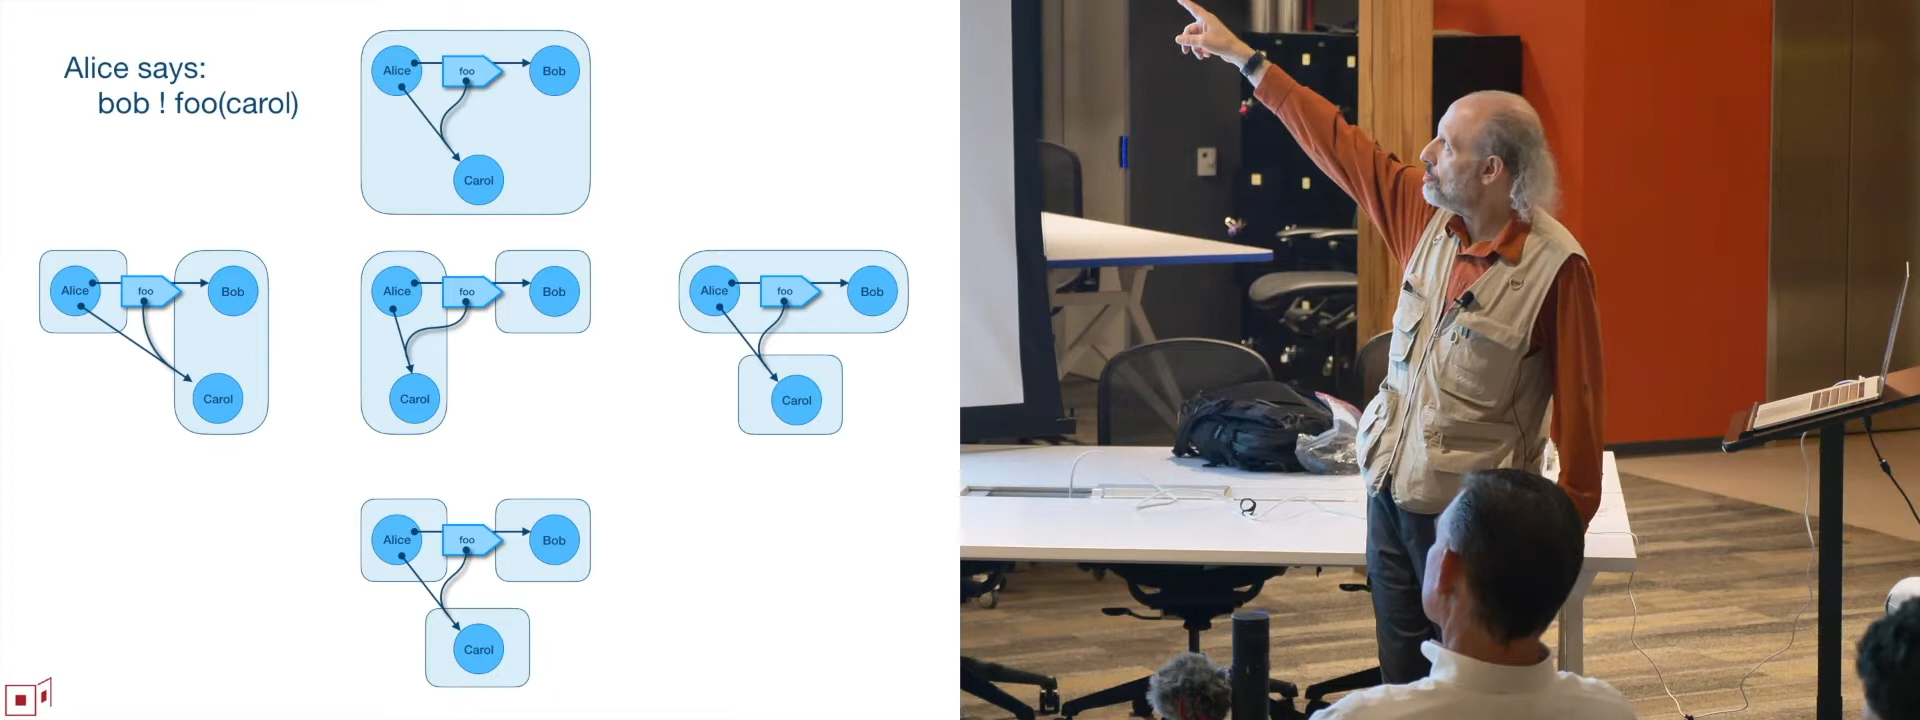 Alice says:
bob ! foo(carol)
Alice
foo
Bob
Carol
Alice
foo
Bob
Carol
Alice
foo
Bob
Carol
Alice
foo
Bob
Carol
Alice
foo
Bob
Carol